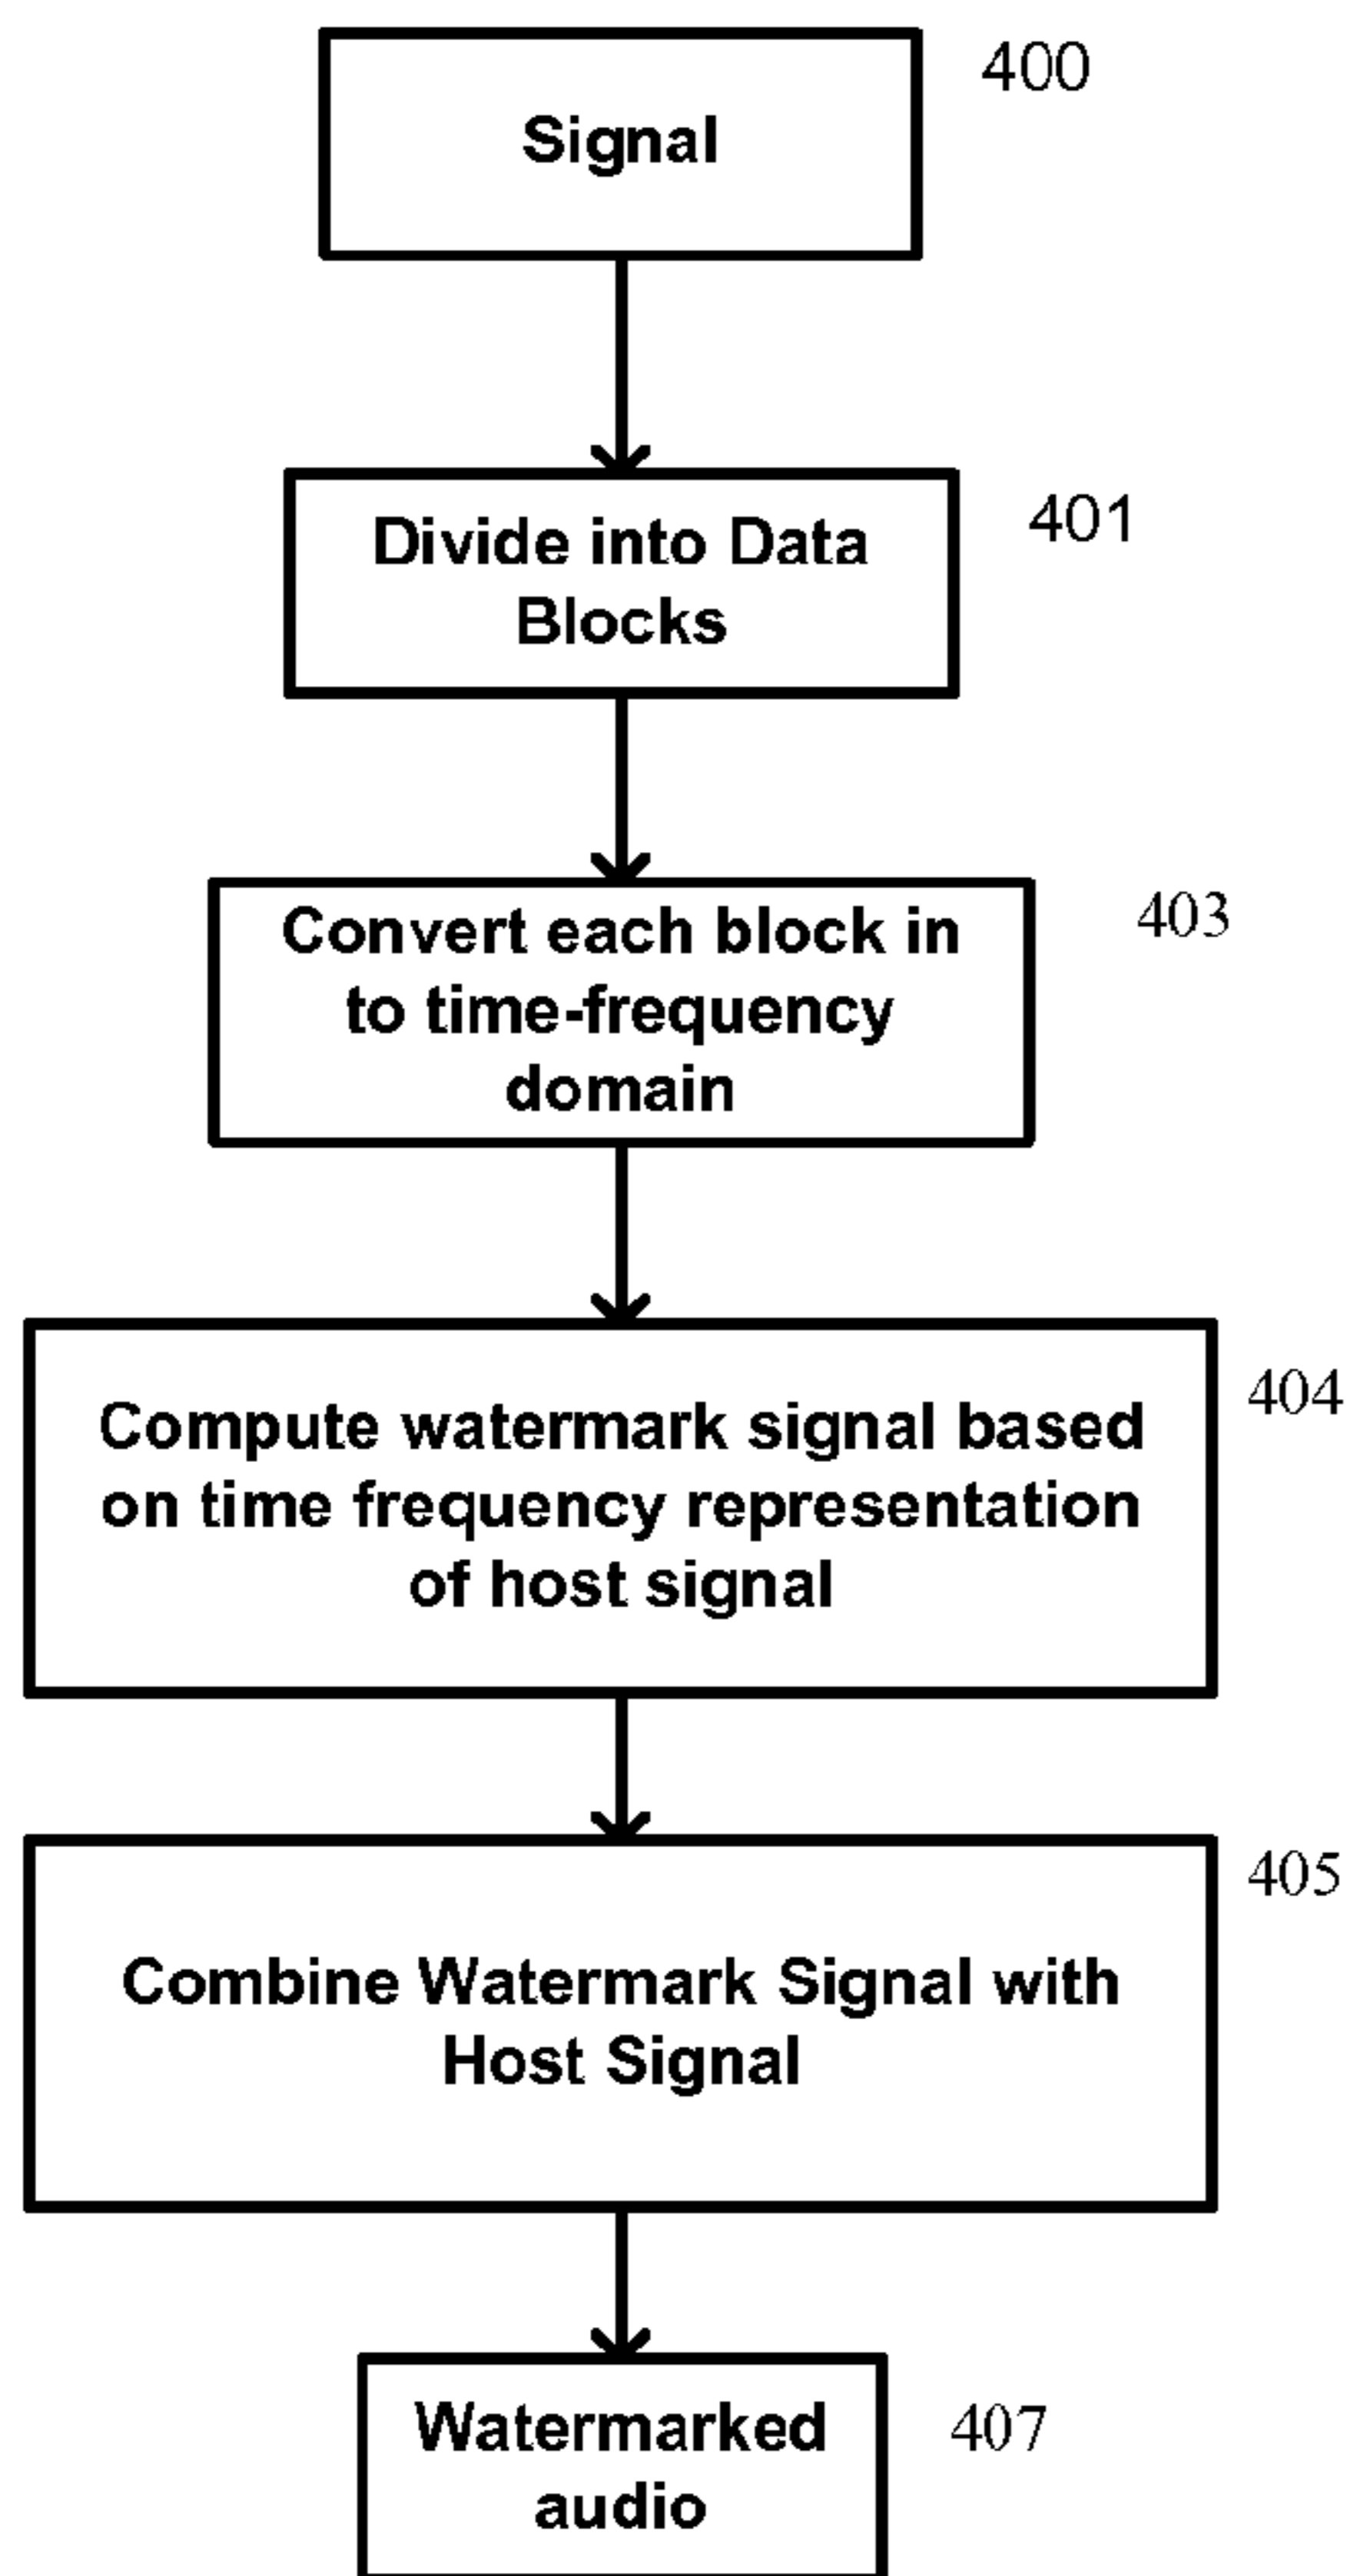 400
Signal
401
Divide into Data
Blocks
403
Convert each block in
to time-frequency
domain
404
Compute watermark signal based
on time frequency representation
of host signal
405
Combine Watermark Signal with
Host Signal
Watermarked
407
audio